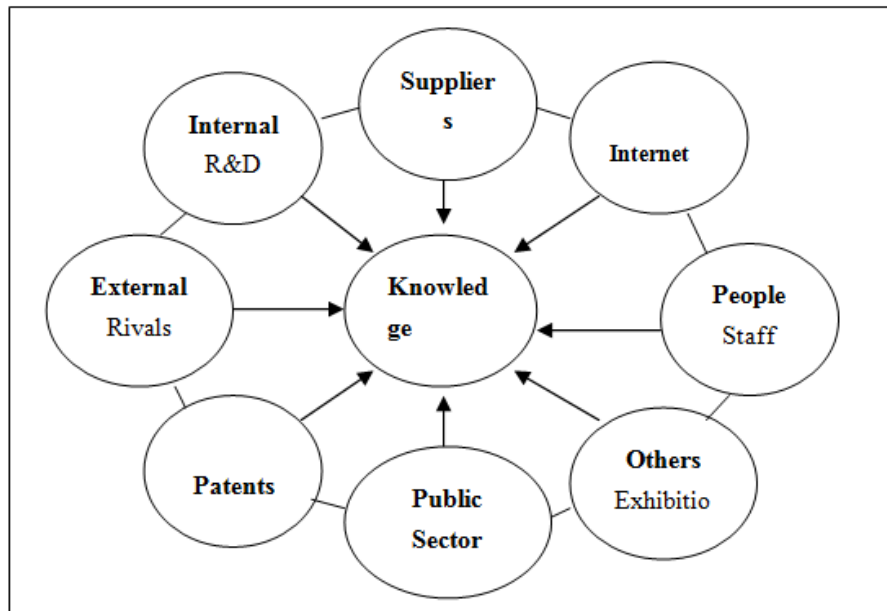 Supplier
s
Internal
R&D
Internet
External
Rivals
Knowled
ge
People
Staff
Patents
Public
Sector
Others
Exhibitio